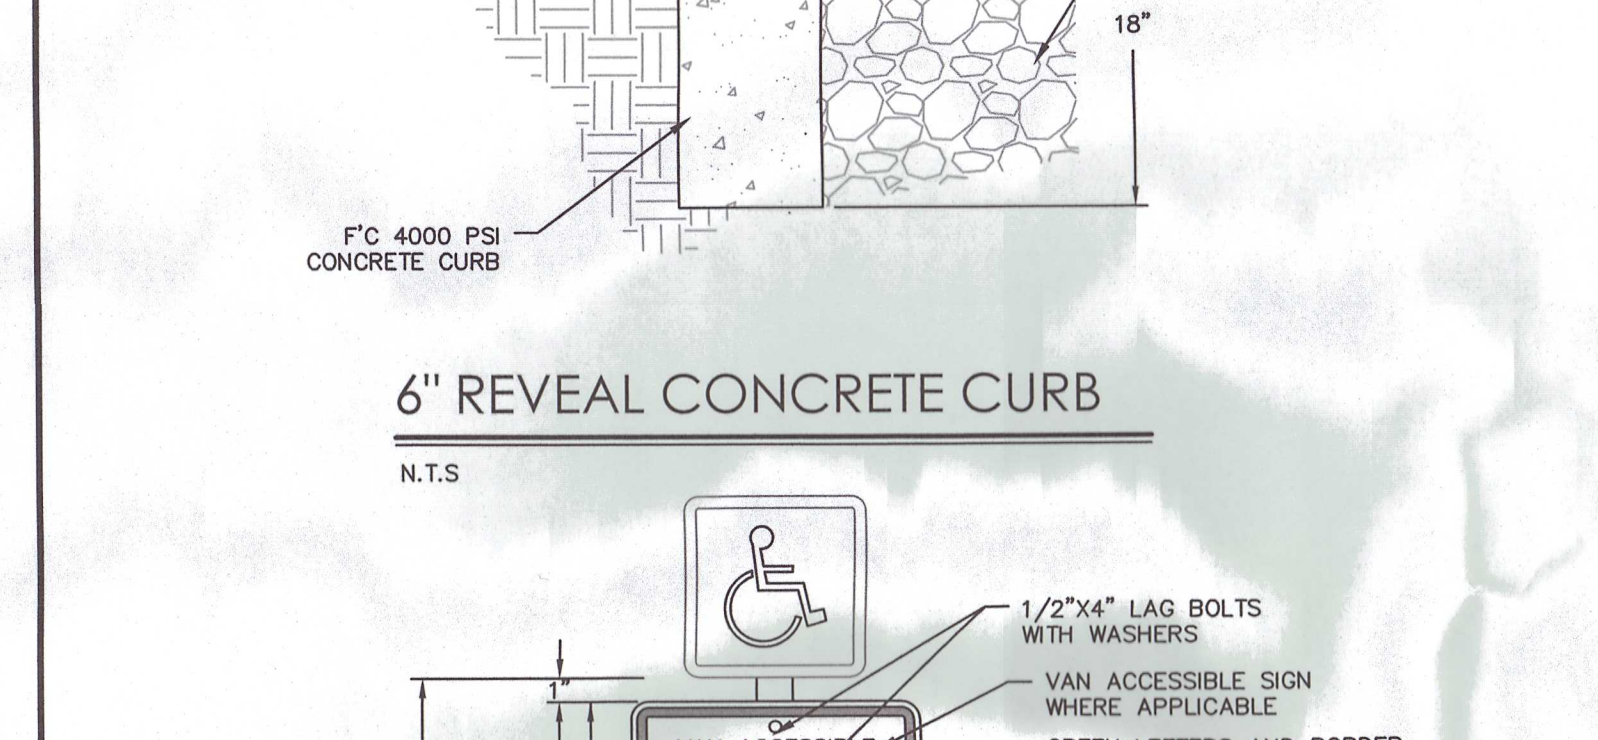 18”
F'C 4000 PSI
CONCRETE CURB
6" REVEAL CONCRETE CURB
N.T.S
1/2”X4” LAG BOLTS
WITH WASHERS
1”
VAN ACCESSIBLE SIGN
WHERE APPLICABLE